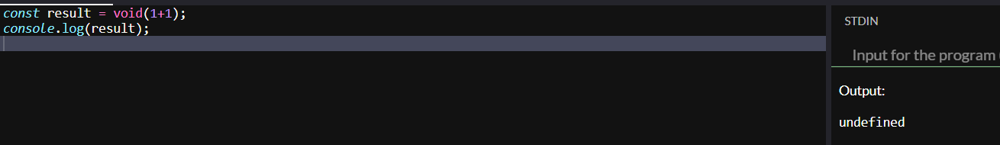 const result = void(1+1);
console.log(result);
STDIN
Input for the program
Output:
undefined